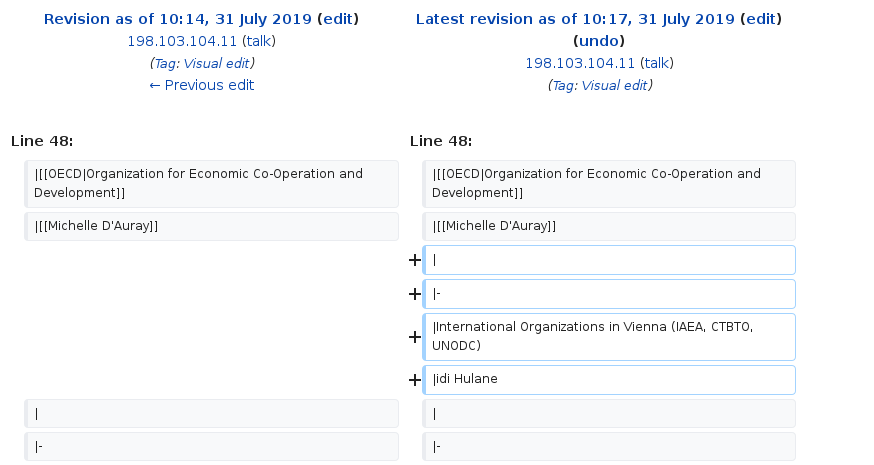 Revision as of 10:14, 31 July 2019 (edit)
198.103.104.11 (talk)
(Tag: Visual edit)
← Previous edit
Latest revision as of 10:17, 31 July 2019 (edit)
(undo)
198.103.104.11 (talk)
(Tag: Visual edit)
Line 48:
Line 48:
|[[OECD|Organization for Economic Co-Operation and
Development]]
|[[OECD|Organization for Economic Co-Operation and
Development]]
|[[Michelle D'Auray]]
|[[Michelle D'Auray]]
+ |
+ |-
+ |International Organizations in Vienna (IAEA, CTBTO,
UNODC)
+ |idi Hulane
|
|
|-
|-